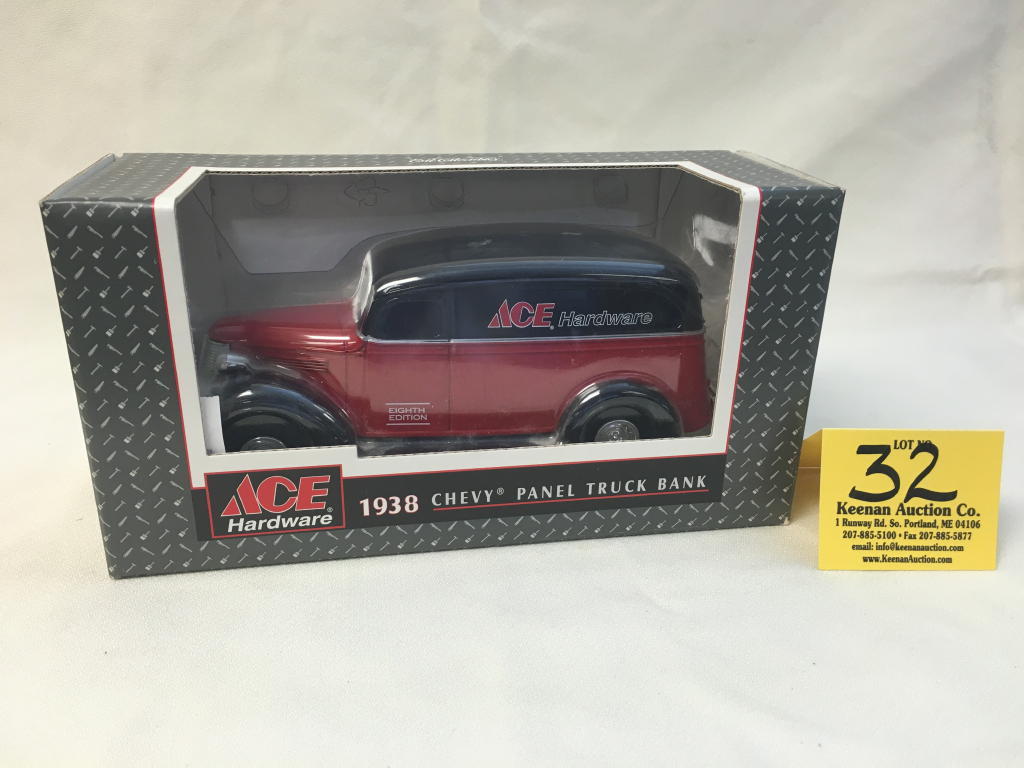 ACE Hardware
EIGHTH
EDITION
ACE
Hardware®
1938 CHEVY® PANEL TRUCK BANK
LOT NO.
32
Keenan Auction Co.
1 Runway Rd. So. Portland, ME 04106
207-885-5100 • Fax 207-885-5877
email: info@keenanauction.com
www.KeenanAuction.com